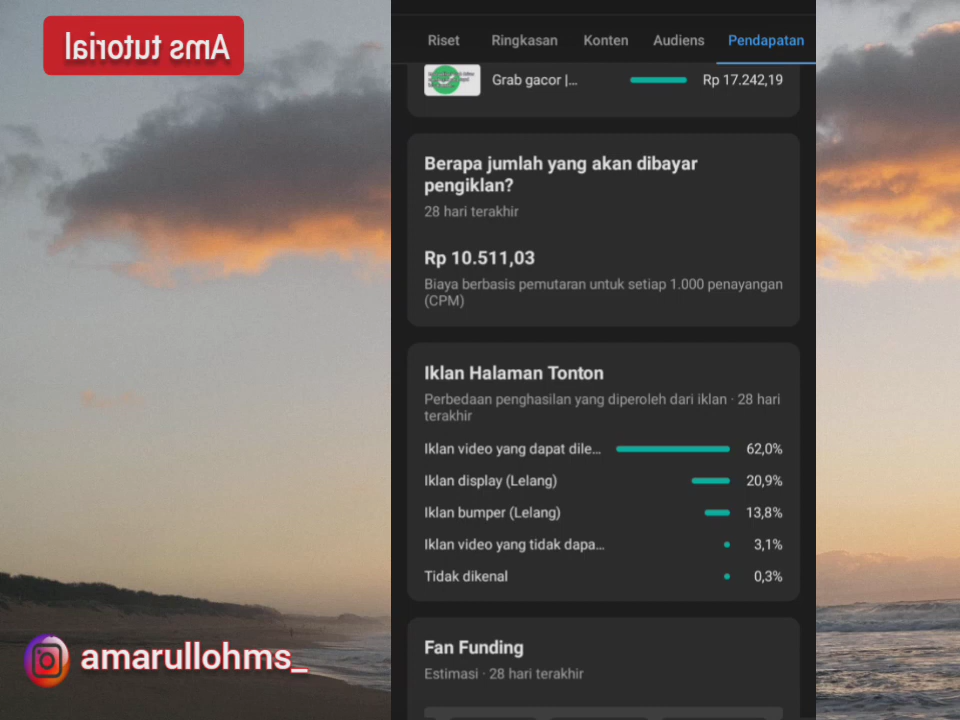 Ams tutorial
Riset Ringkasan Konten Audiens Pendapatan
Grab gacor |... Rp 17.242,19
Berapa jumlah yang akan dibayar
pengiklan?
28 hari terakhir
Rp 10.511,03
Biaya berbasis pemutaran untuk setiap 1.000 penayangan
(CPM)
Iklan Halaman Tonton
Perbedaan penghasilan yang diperoleh dari iklan · 28 hari
terakhir
Iklan video yang dapat dile... 62,0%
Iklan display (Lelang) 20,9%
Iklan bumper (Lelang) 13,8%
Iklan video yang tidak dapa... 3,1%
Tidak dikenal 0,3%
Fan Funding
Estimasi · 28 hari terakhir
amarullohms_